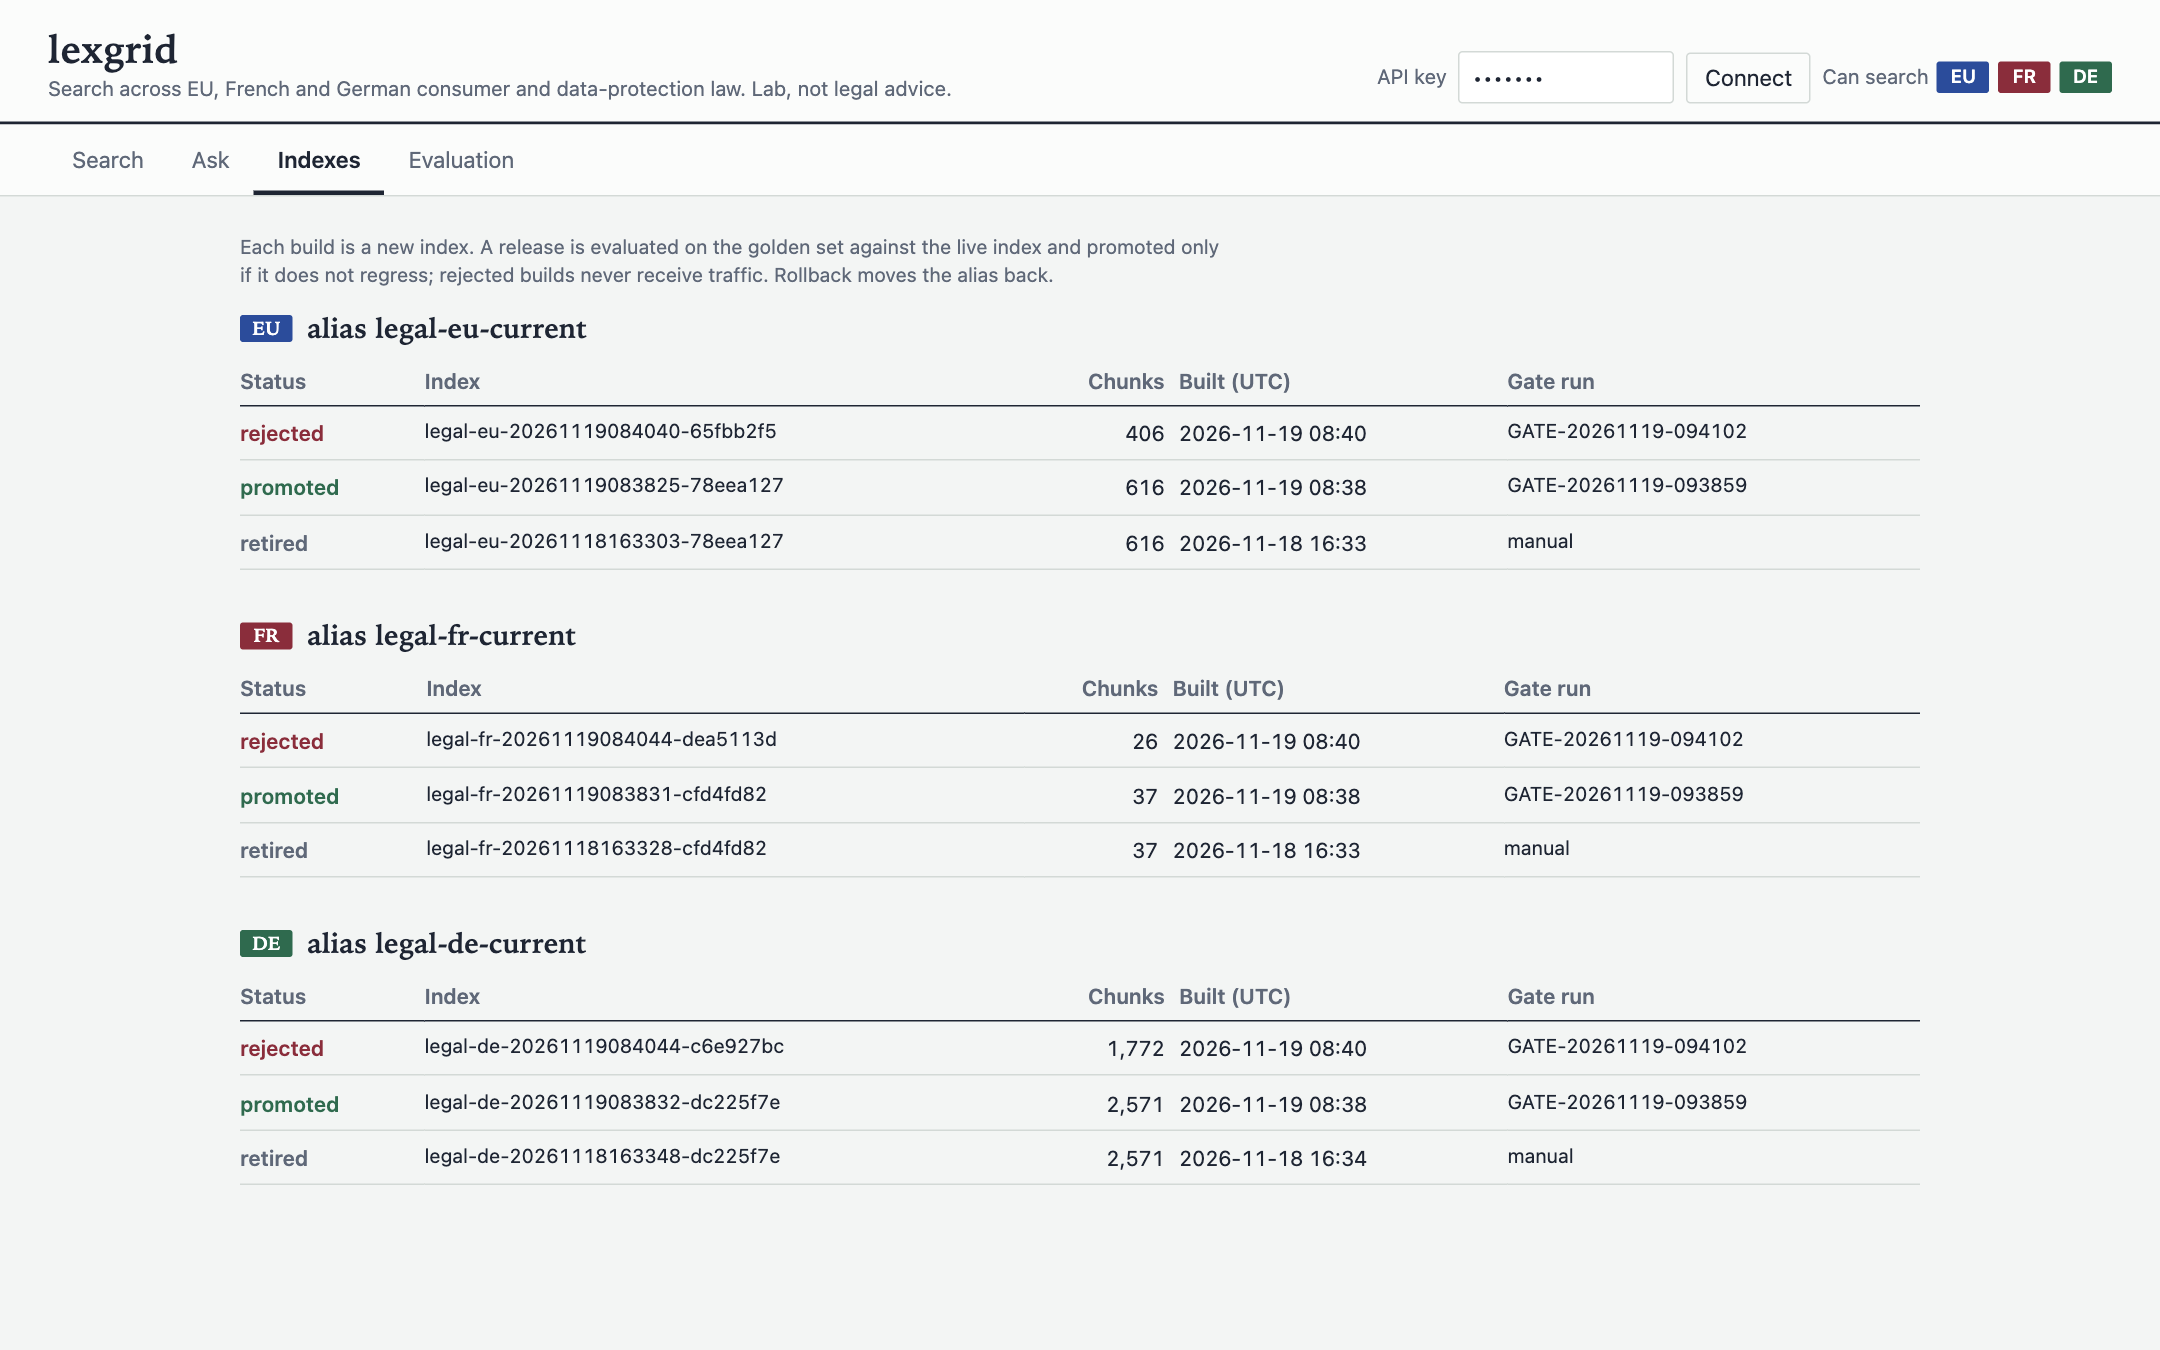 lexgrid
Search across EU, French and German consumer and data-protection law. Lab, not legal advice.
API key ••••••• Connect Can search EU FR DE
Search Ask Indexes Evaluation
Each build is a new index. A release is evaluated on the golden set against the live index and promoted only
if it does not regress; rejected builds never receive traffic. Rollback moves the alias back.
EU alias legal-eu-current
Status Index Chunks Built (UTC) Gate run
rejected legal-eu-20261119084040-65fbb2f5 406 2026-11-19 08:40 GATE-20261119-094102
promoted legal-eu-20261119083825-78eea127 616 2026-11-19 08:38 GATE-20261119-093859
retired legal-eu-20261118163303-78eea127 616 2026-11-18 16:33 manual
FR alias legal-fr-current
Status Index Chunks Built (UTC) Gate run
rejected legal-fr-20261119084044-dea5113d 26 2026-11-19 08:40 GATE-20261119-094102
promoted legal-fr-20261119083831-cfd4fd82 37 2026-11-19 08:38 GATE-20261119-093859
retired legal-fr-20261118163328-cfd4fd82 37 2026-11-18 16:33 manual
DE alias legal-de-current
Status Index Chunks Built (UTC) Gate run
rejected legal-de-20261119084044-c6e927bc 1,772 2026-11-19 08:40 GATE-20261119-094102
promoted legal-de-20261119083832-dc225f7e 2,571 2026-11-19 08:38 GATE-20261119-093859
retired legal-de-20261118163348-dc225f7e 2,571 2026-11-18 16:34 manual